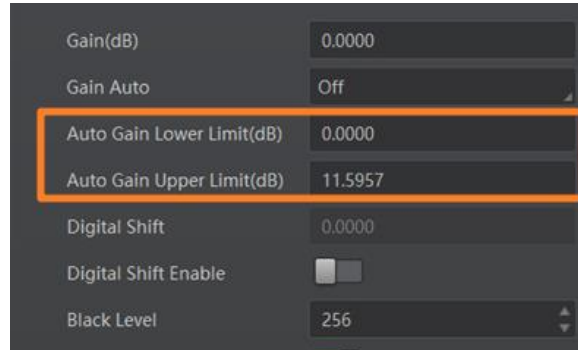 Gain(dB) 0.0000
Gain Auto Off
Auto Gain Lower Limit(dB) 0.0000
Auto Gain Upper Limit(dB) 11.5957
Digital Shift 0.0000
Digital Shift Enable
Black Level 256